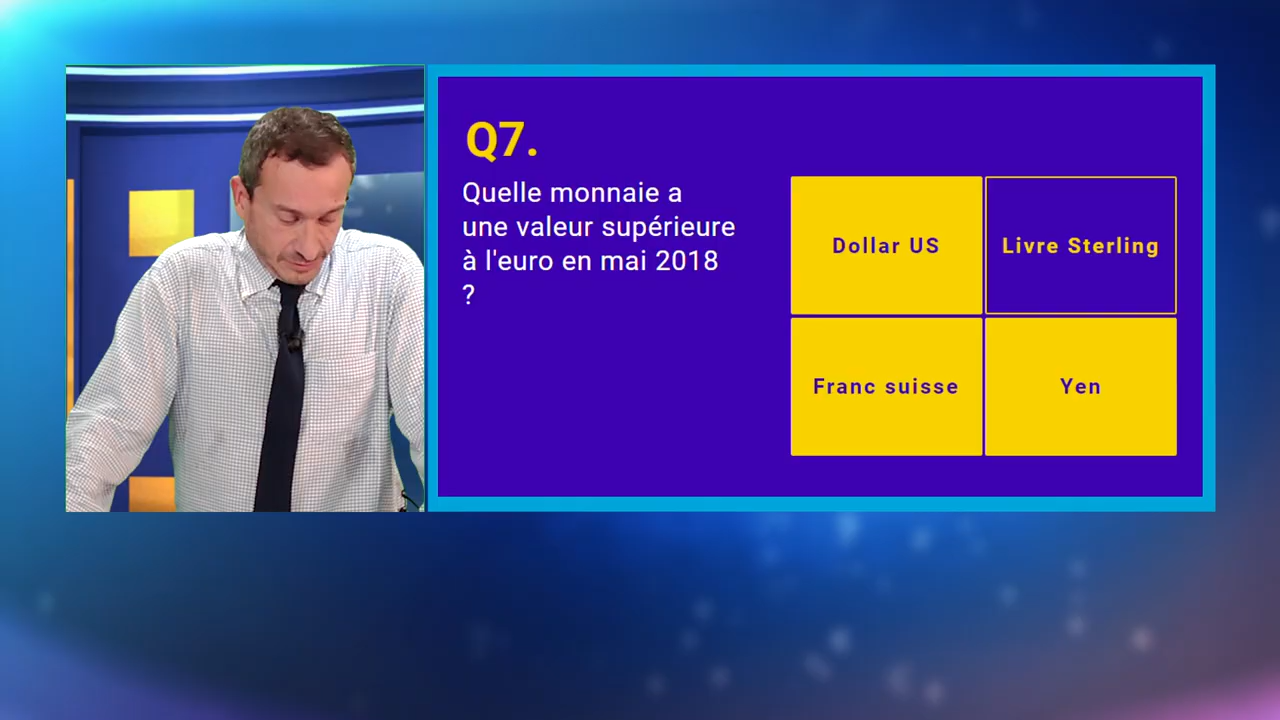 Q7.
Quelle monnaie a
une valeur supérieure
à l'euro en mai 2018
?
Dollar US
Livre Sterling
Franc suisse
Yen